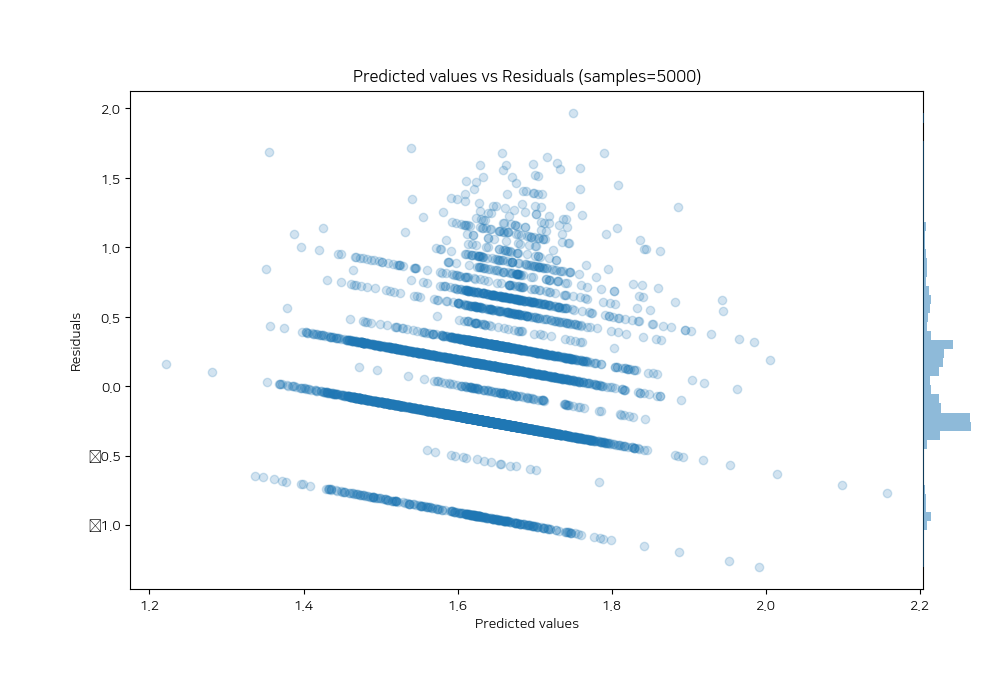 Predicted values vs Residuals (samples=5000)
2.0
1.5
1.0
0.5
0.0
Residuals
☒0.5
☒1.0
1.2 1.4 1.6 1.8 2.0 2.2
Predicted values